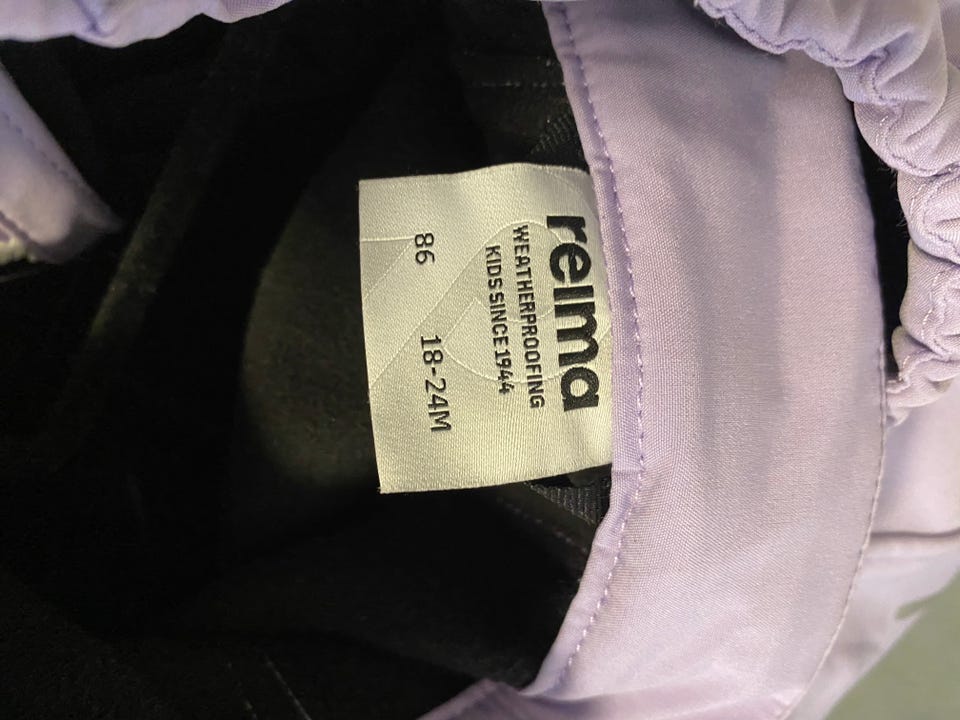 reima
WEATHERPROOFING
KIDS SINCE 1944
86 18-24M